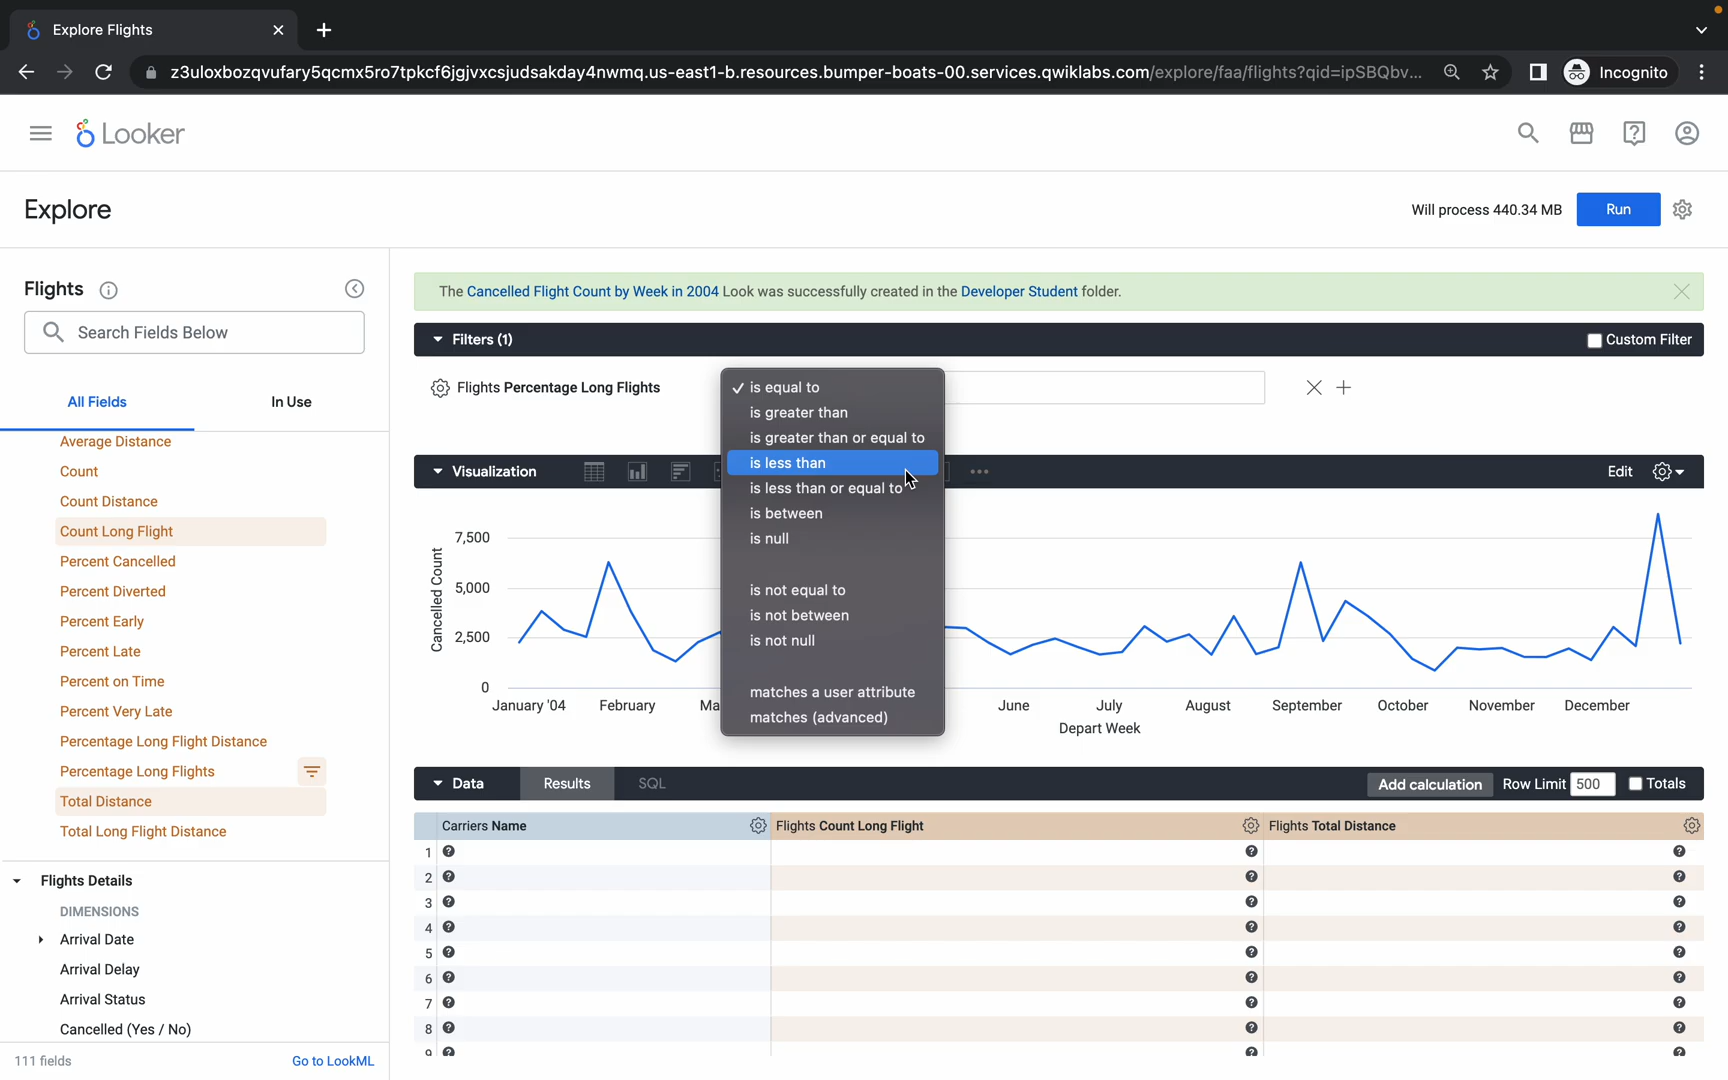 Explore Flights
z3uloxbozqvufary5qcmx5ro7tpkcf6jgjvxcsjudsakday4nwmq.us-east1-b.resources.bumper-boats-00.services.qwiklabs.com/explore/faa/flights?qid=ipSBQbv...
Incognito
Looker
Explore
Will process 440.34 MB
Run
Flights
Search Fields Below
All Fields
In Use
Average Distance
Count
Count Distance
Count Long Flight
Percent Cancelled
Percent Diverted
Percent Early
Percent Late
Percent on Time
Percent Very Late
Percentage Long Flight Distance
Percentage Long Flights
Total Distance
Total Long Flight Distance
Flights Details
DIMENSIONS
Arrival Date
Arrival Delay
Arrival Status
Cancelled (Yes / No)
111 fields
Go to LookML
The Cancelled Flight Count by Week in 2004 Look was successfully created in the Developer Student folder.
Filters (1)
Custom Filter
Flights Percentage Long Flights
is equal to
is greater than
is greater than or equal to
is less than
is less than or equal to
is between
is null
is not equal to
is not between
is not null
matches a user attribute
matches (advanced)
Visualization
Edit
Cancelled Count
7,500
5,000
2,500
0
January '04
February
Ma
June
July
August
September
October
November
December
Depart Week
Data
Results
SQL
Add calculation
Row Limit
500
Totals
Carriers Name
Flights Count Long Flight
Flights Total Distance
1
2
3
4
5
6
7
8
9